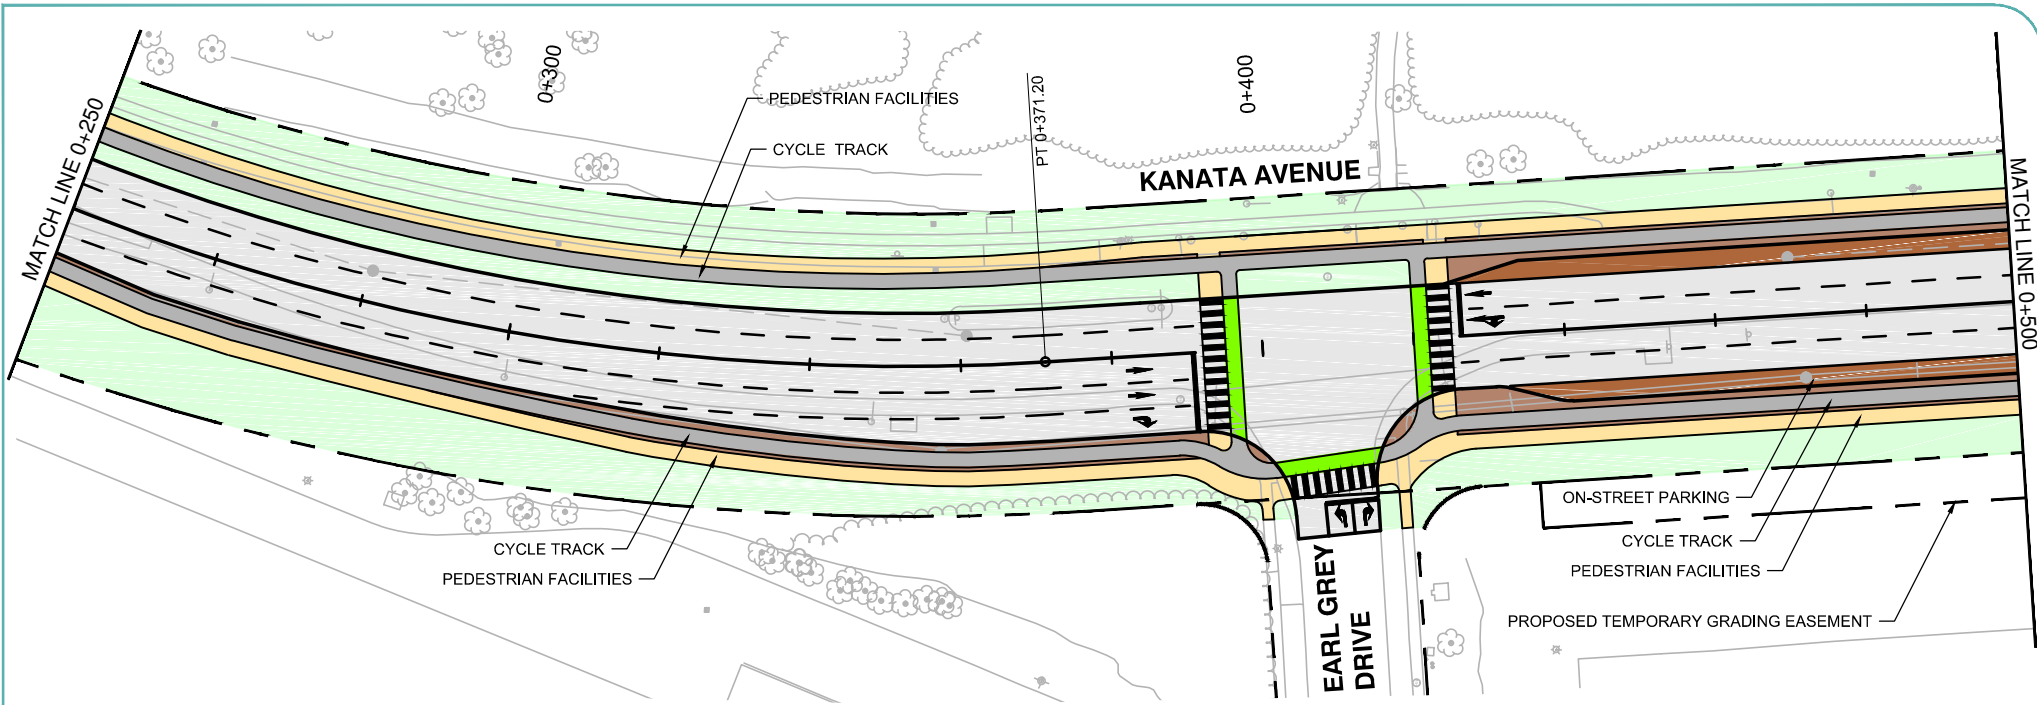 MATCH LINE 0+250
0+300
PEDESTRIAN FACILITIES
CYCLE TRACK
PT 0+371.20
0+400
KANATA AVENUE
MATCH LINE 0+500
CYCLE TRACK
PEDESTRIAN FACILITIES
EARL GREY
DRIVE
ON-STREET PARKING
CYCLE TRACK
PEDESTRIAN FACILITIES
PROPOSED TEMPORARY GRADING EASEMENT